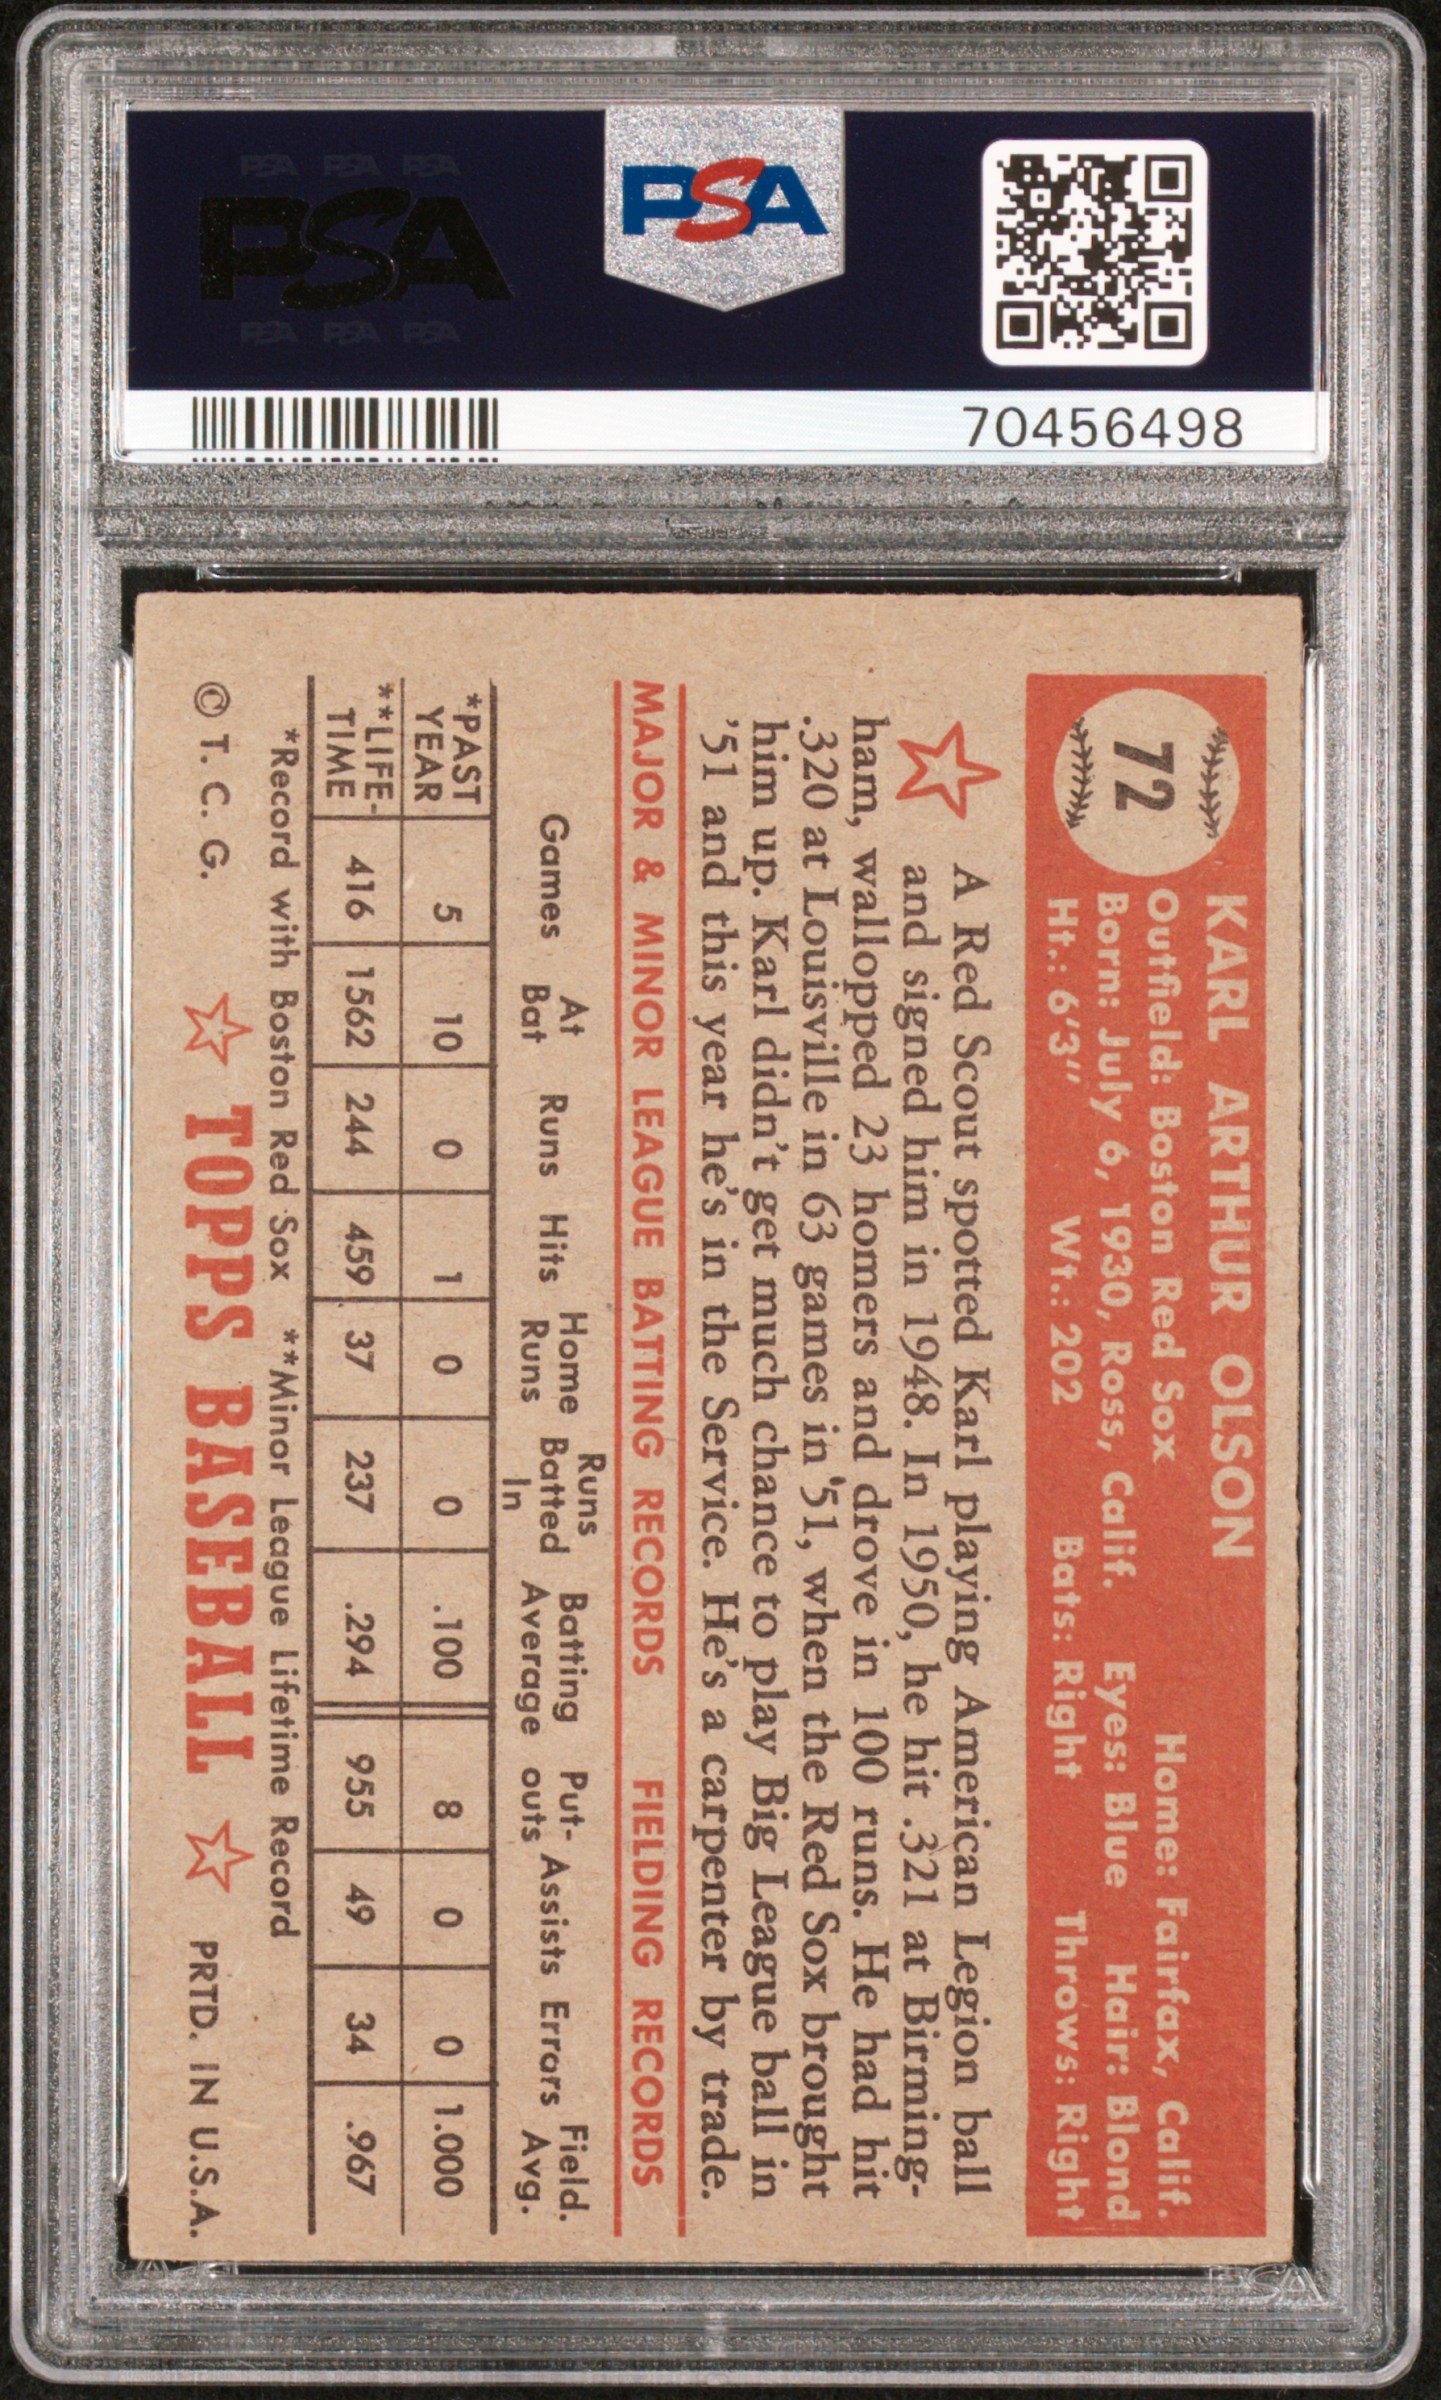 PSA PSA PSA
PSA
PSA PSA PSA
PSA
70456498
72
KARL ARTHUR OLSON
Outfield: Boston Red Sox Home: Fairfax, Calif.
Born: July 6, 1930, Ross, Calif. Eyes: Blue Hair: Blond
Ht.: 6'3" Wt.: 202 Bats: Right Throws: Right
A Red Scout spotted Karl playing American Legion ball
and signed him in 1948. In 1950, he hit .321 at Birming-
ham, walloped 23 homers and drove in 100 runs. He had hit
.320 at Louisville in 63 games in '51, when the Red Sox brought
him up. Karl didn't get much chance to play Big League ball in
'51 and this year he's in the Service. He's a carpenter by trade.
MAJOR & MINOR LEAGUE BATTING RECORDS FIELDING RECORDS
Games At Bat Runs Hits Home Runs Runs Batted In Batting Average Put-outs Assists Errors Field. Avg.
*PAST YEAR 5 10 0 1 0 0 .100 8 0 0 1.000
**LIFE-TIME 416 1562 244 459 37 237 .294 955 49 34 .967
*Record with Boston Red Sox **Minor League Lifetime Record
© T. C. G. TOPPS BASEBALL PRTD. IN U.S.A.
PSA